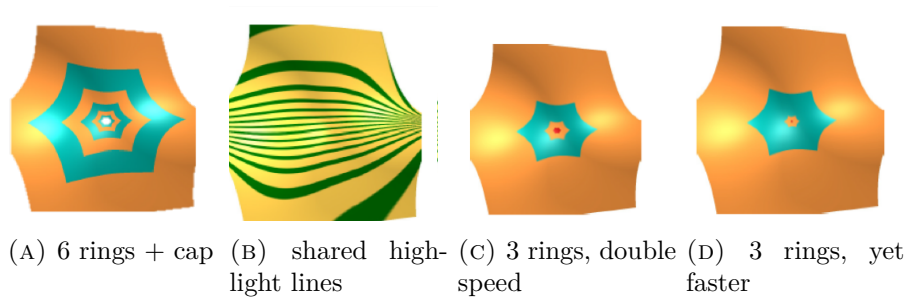 (A) 6 rings + cap
(B) shared high-
light lines
(C) 3 rings, double
speed
(D) 3 rings, yet
faster